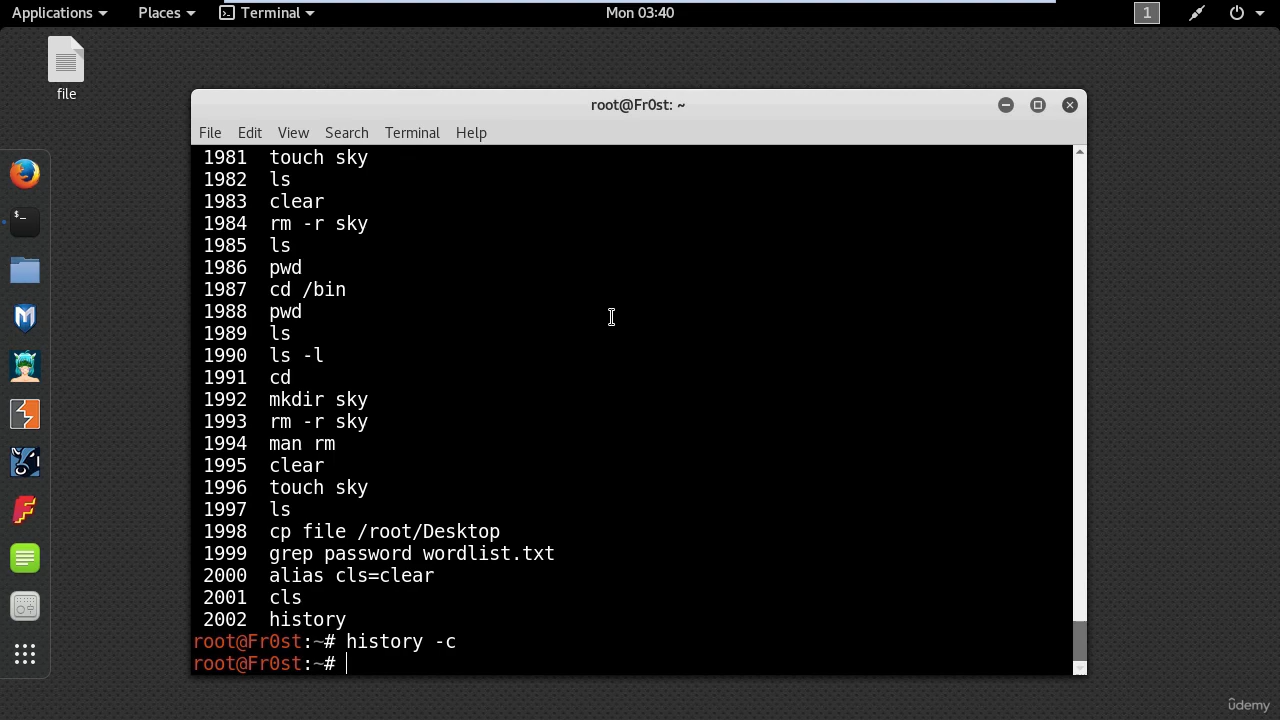 Applications Places Terminal Mon 03:40 1
file
root@Fr0st: ~
File Edit View Search Terminal Help
1981 touch sky
1982 ls
1983 clear
1984 rm -r sky
1985 ls
1986 pwd
1987 cd /bin
1988 pwd
1989 ls
1990 ls -l
1991 cd
1992 mkdir sky
1993 rm -r sky
1994 man rm
1995 clear
1996 touch sky
1997 ls
1998 cp file /root/Desktop
1999 grep password wordlist.txt
2000 alias cls=clear
2001 cls
2002 history
root@Fr0st:~# history -c
root@Fr0st:~#
ûdemy